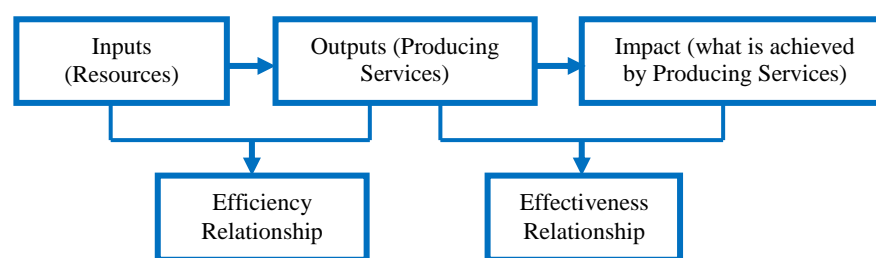 Inputs
(Resources)
Outputs (Producing
Services)
Impact (what is achieved
by Producing Services)
Efficiency
Relationship
Effectiveness
Relationship